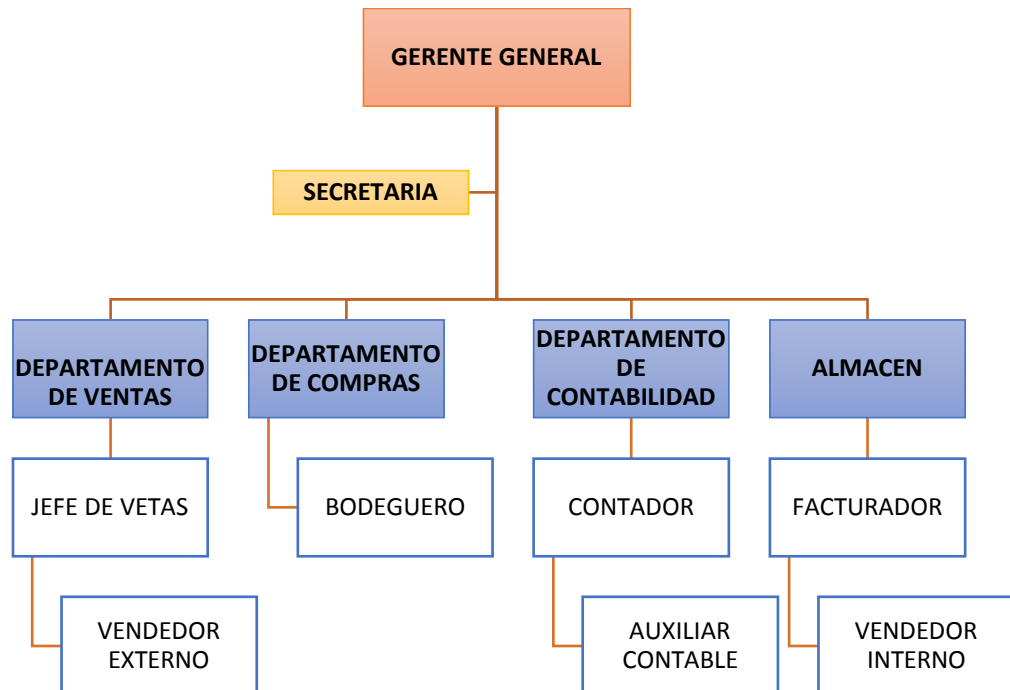 GERENTE GENERAL
SECRETARIA
DEPARTAMENTO
DE VENTAS
DEPARTAMENTO
DE COMPRAS
DEPARTAMENTO
DE
CONTABILIDAD
ALMACEN
JEFE DE VETAS
BODEGUERO
CONTADOR
FACTURADOR
VENDEDOR
EXTERNO
AUXILIAR
CONTABLE
VENDEDOR
INTERNO